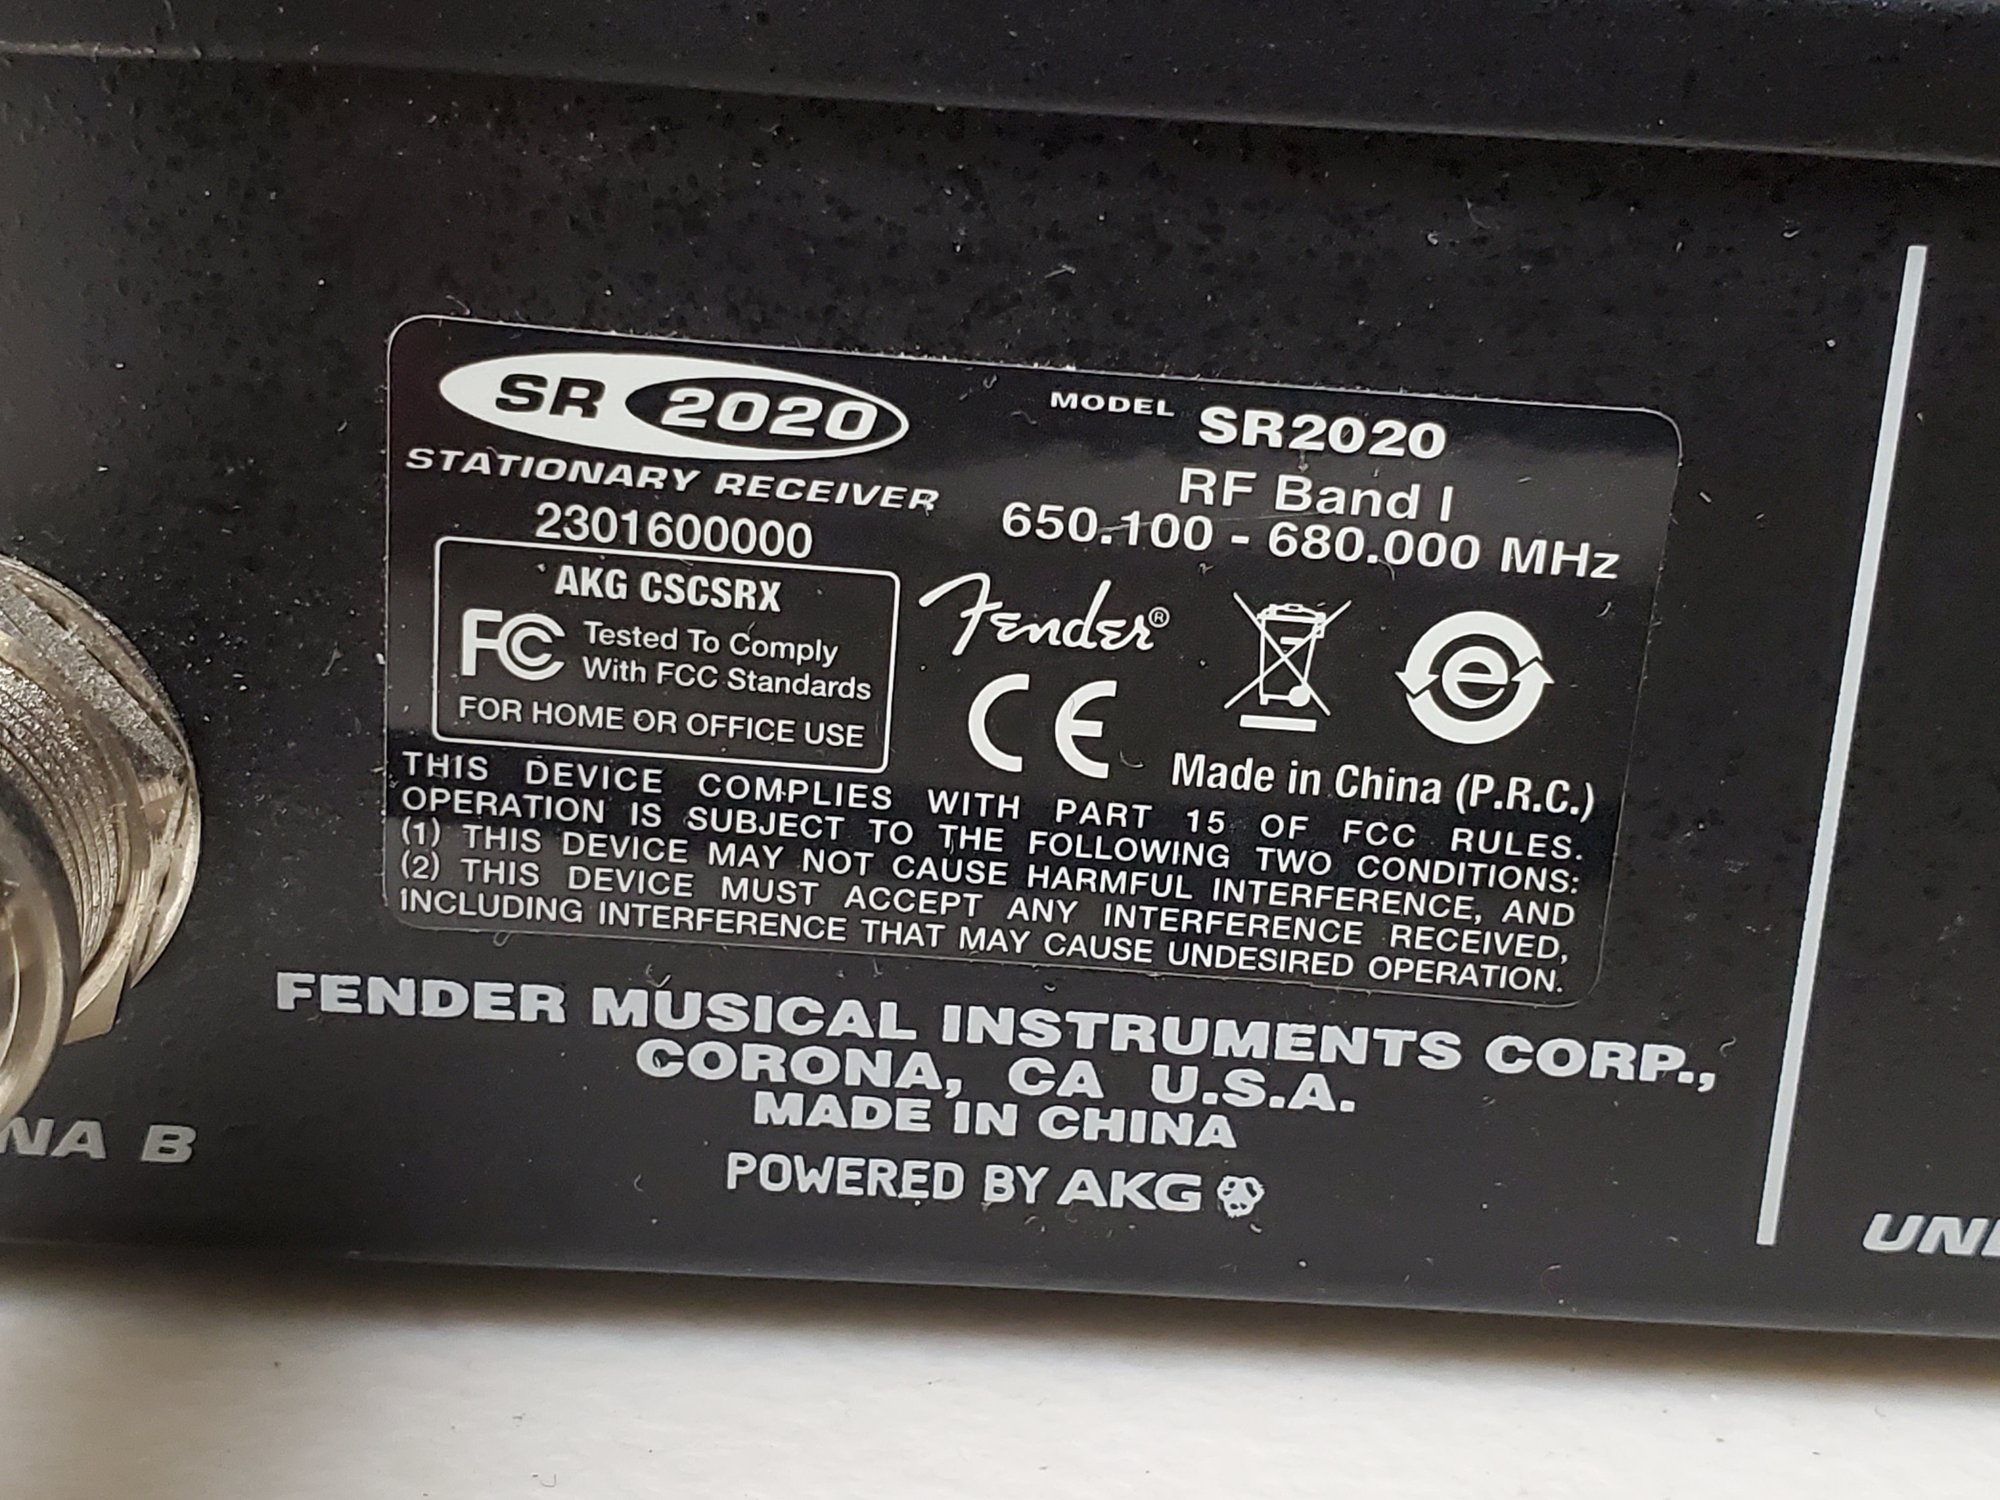 SR 2020
STATIONARY RECEIVER
2301600000
MODEL SR2020
RF Band I
650.100 - 680.000 MHz
AKG CSCSRX
FC Tested To Comply
With FCC Standards
FOR HOME OR OFFICE USE
Fender®
CE
e
Made in China (P.R.C.)
THIS DEVICE COMPLIES WITH PART 15 OF FCC RULES.
OPERATION IS SUBJECT TO THE FOLLOWING TWO CONDITIONS:
(1) THIS DEVICE MAY NOT CAUSE HARMFUL INTERFERENCE, AND
(2) THIS DEVICE MUST ACCEPT ANY INTERFERENCE RECEIVED,
INCLUDING INTERFERENCE THAT MAY CAUSE UNDESIRED OPERATION.
FENDER MUSICAL INSTRUMENTS CORP.,
CORONA, CA U.S.A.
MADE IN CHINA
POWERED BY AKG
NA B
UN